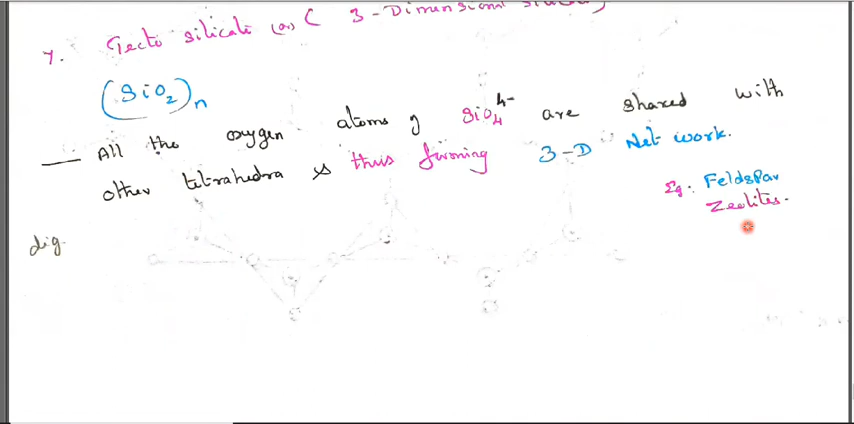 7. Tecto silicate (or) ( 3-Dimensional
(SiO2)n
— All the oxygen atoms of SiO4^4- are shared with
other tetrahedra & thus forming 3-D Net work.
Eg: Feldspar
Zeolites.
dig